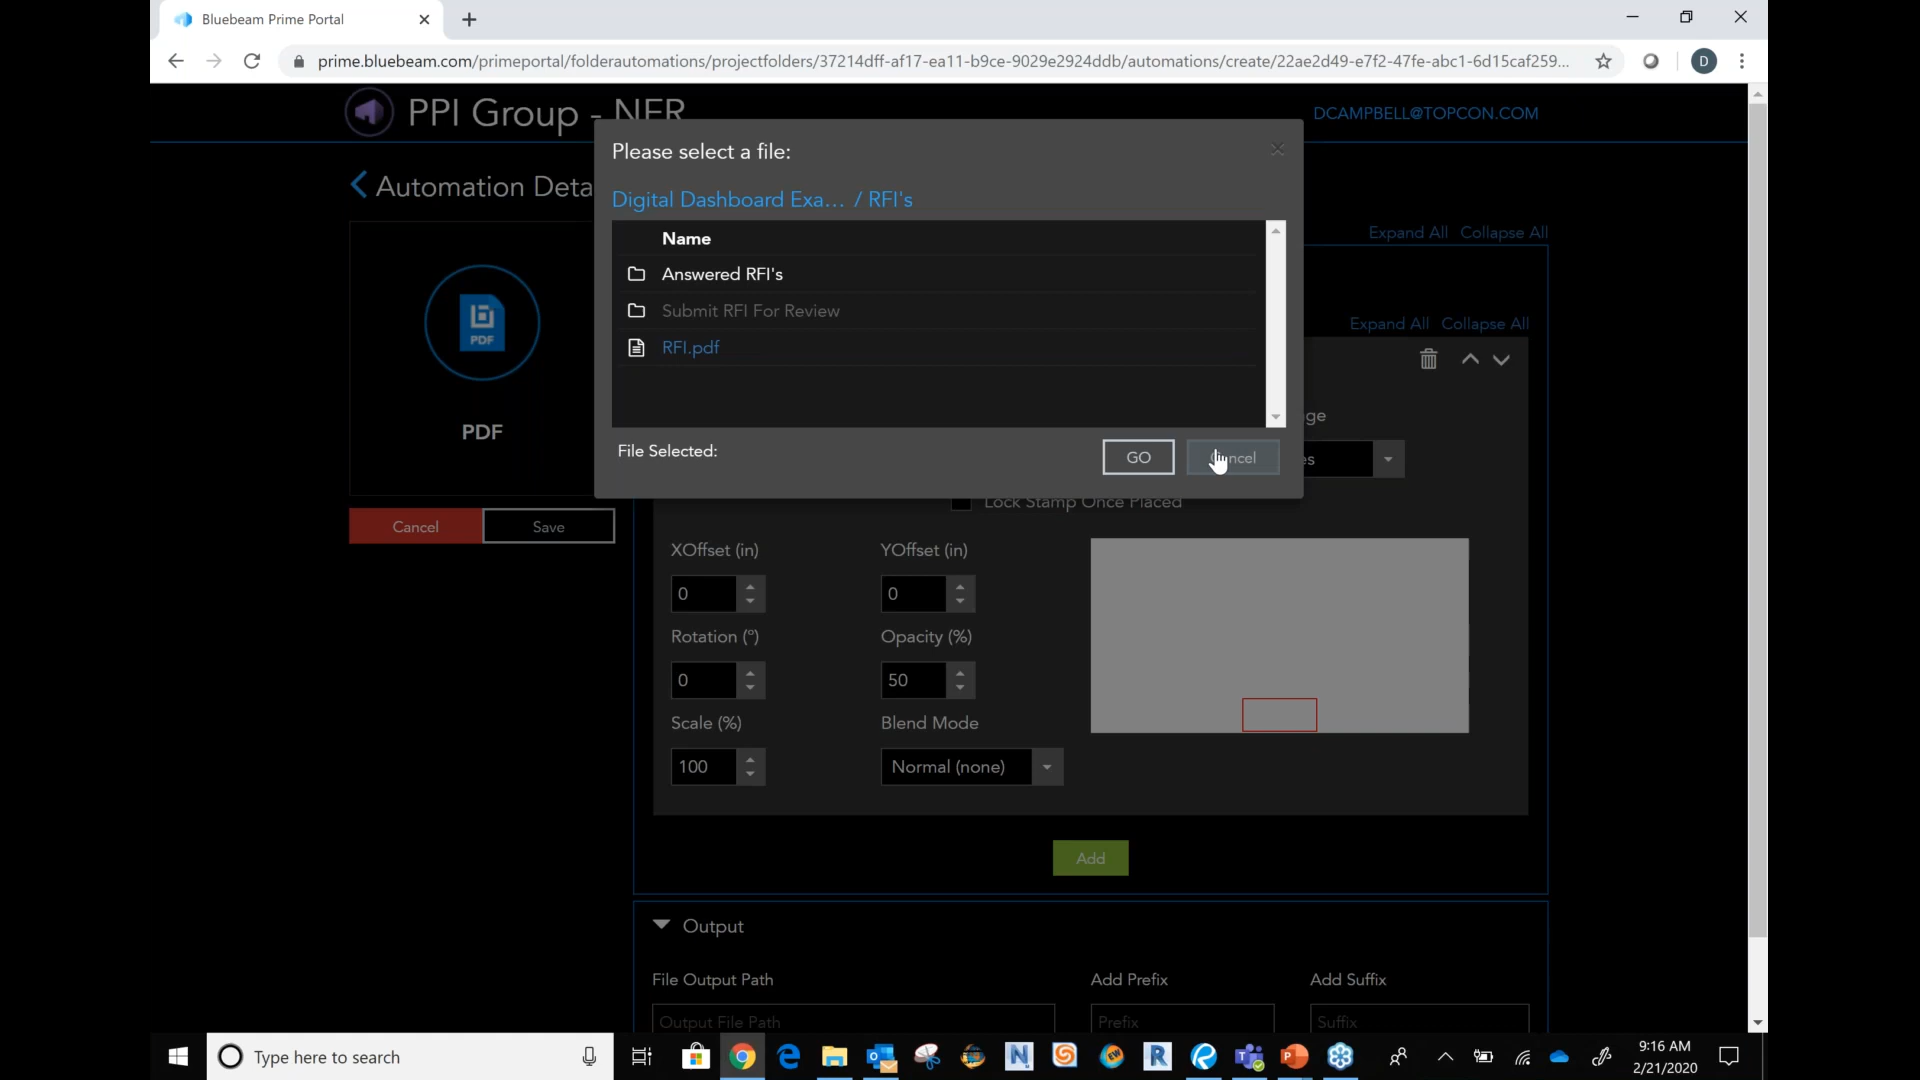 Bluebeam Prime Portal
prime.bluebeam.com/primeportal/folderautomations/projectfolders/37214dff-af17-ea11-b9ce-9029e2924ddb/automations/create/22ae2d49-e7f2-47fe-abc1-6d15caf259...
D
PPI Group - NFR
DCAMPBELL@TOPCON.COM
Please select a file:
Automation Deta
Digital Dashboard Exa... / RFI's
Expand All Collapse All
Name
Answered RFI's
Submit RFI For Review
Expand All Collapse All
RFI.pdf
PDF
PDF
File Selected:
GO
Lock Stamp Once Placed
Cancel
Save
XOffset (in)
YOffset (in)
0
0
Rotation (°)
Opacity (%)
0
50
Scale (%)
Blend Mode
100
Normal (none)
Add
Output
File Output Path
Add Prefix
Add Suffix
Output File Path
Prefix
Suffix
Type here to search
9:16 AM
2/21/2020